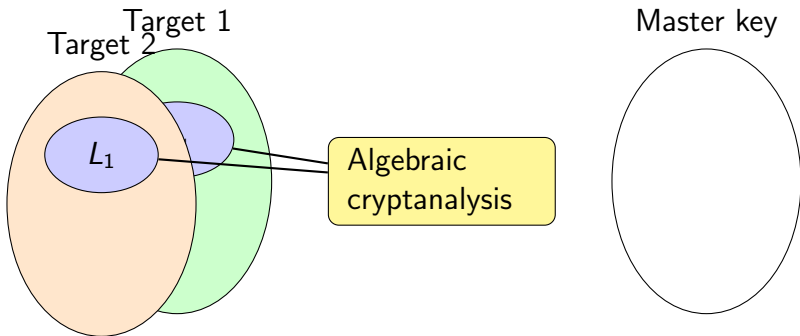 Target 1
Target 2
Master key
L₁
Algebraic
cryptanalysis